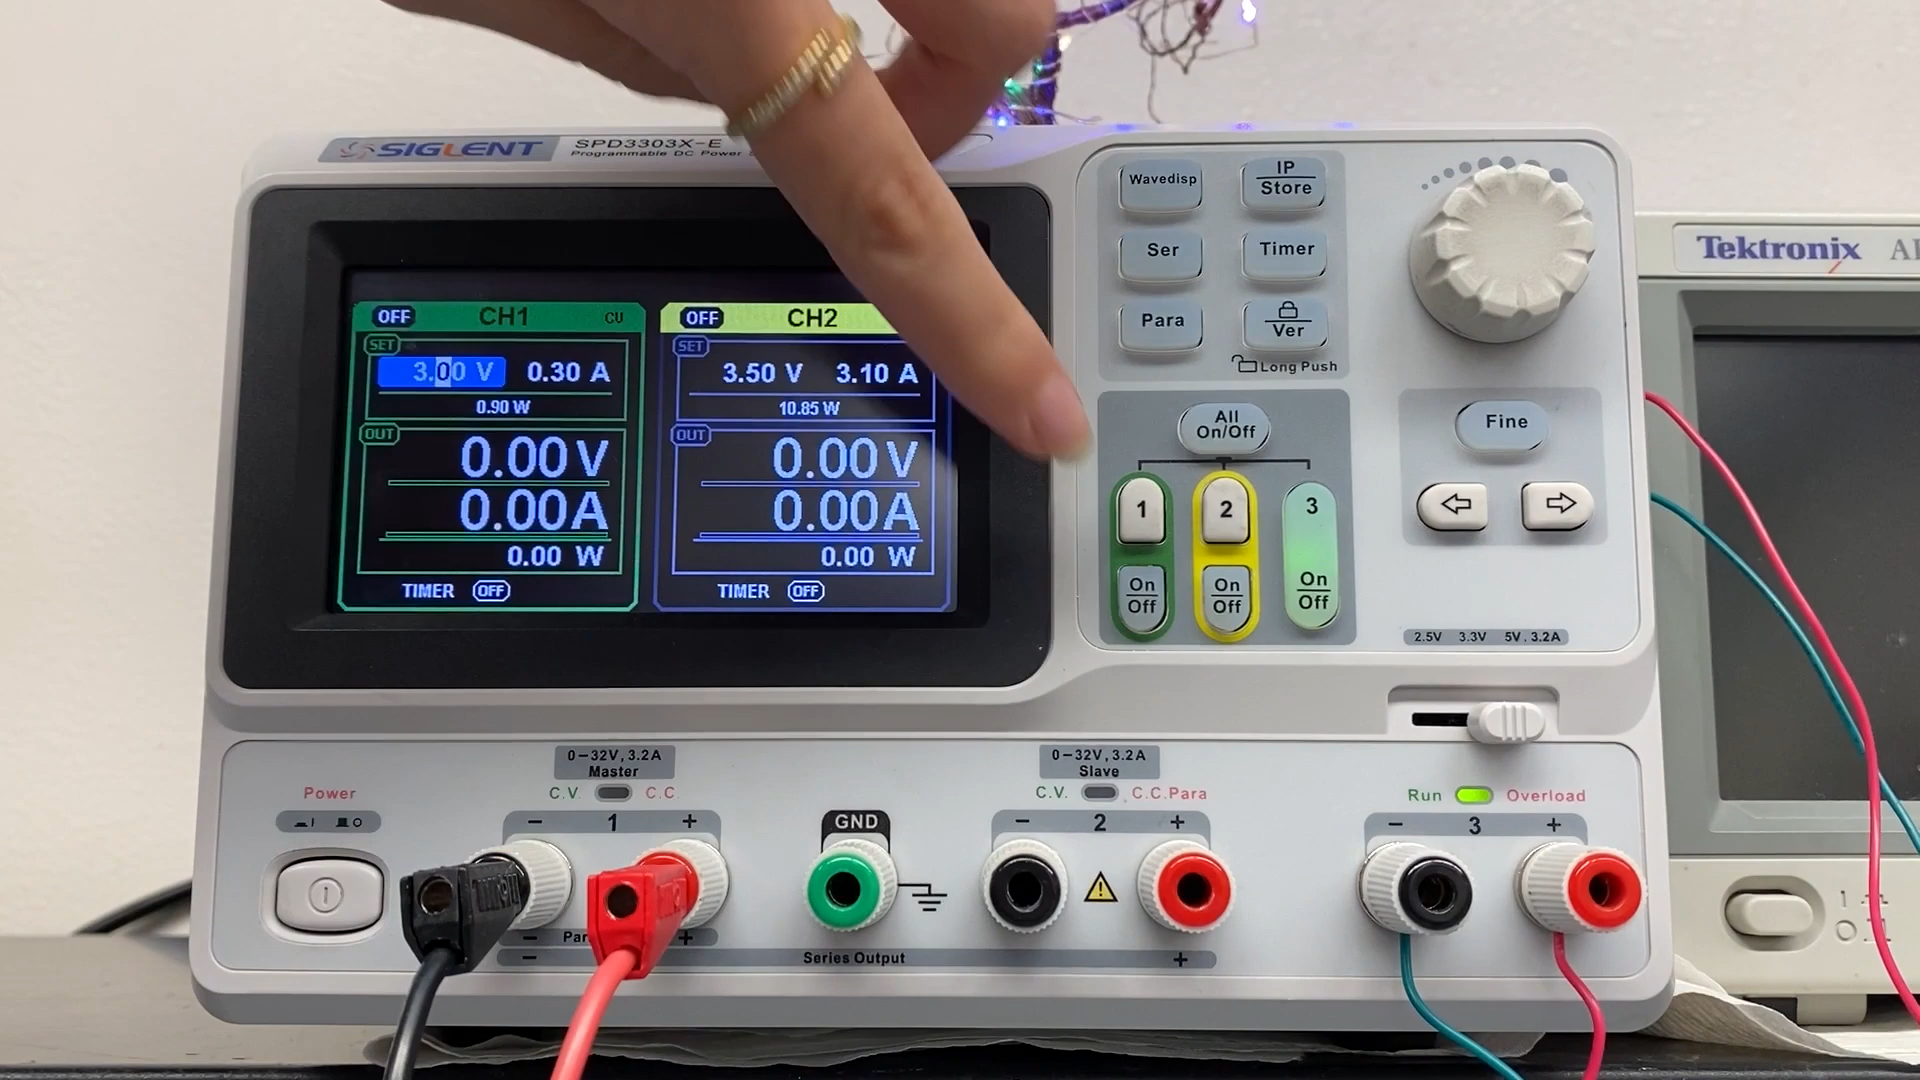 SIGLENT
SPD3303X-E
Programmable DC Power
Wavedisp
IP
Store
Ser
Timer
Para
Ver
Long Push
All
On/Off
1
2
3
On
Off
On
Off
On
Off
Fine
2.5V 3.3V 5V, 3.2A
Tektronix
OFF CH1
SET
3.00 V 0.30 A
0.90 W
OUT
0.00V
0.00A
0.00 W
TIMER OFF
OFF CH2
SET
3.50 V 3.10 A
10.85 W
OUT
0.00V
0.00A
0.00 W
TIMER OFF
Power
0-32V, 3.2A
Master
C.V. C.C.
− 1 +
GND
0-32V, 3.2A
Slave
C.V. C.C.Para
− 2 +
Run Overload
− 3 +
− +
− Series Output +